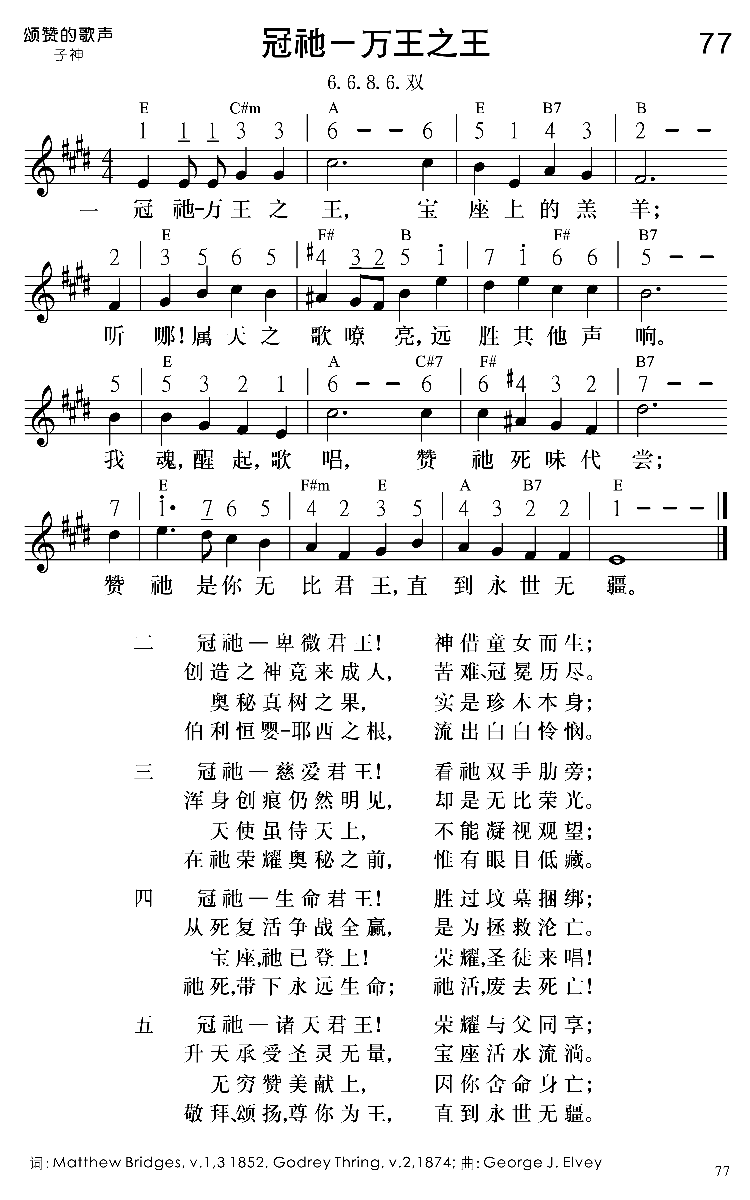 颂赞的歌声
子神
冠祂－万王之王
77
6. 6. 8. 6. 双
E C#m A E B7 B
1 1 1 3 3 | 6 – – 6 | 5 1 4 3 | 2 – –
一 冠祂–万王之 王, 宝 座上的羔 羊;
E F# B F# B7
2 | 3 5 6 5 | #4 3 2 5 i | 7 i 6 6 | 5 – –
听 哪!属天之 歌嘹 亮,远 胜其他声 响。
E A C#7 F# B7
5 | 5 3 2 1 | 6 – – 6 | 6 #4 3 2 | 7 – –
我 魂,醒起,歌 唱, 赞 祂死味代 尝;
E F#m E A B7 E
7 | i· 7 6 5 | 4 2 3 5 | 4 2 3 2 | 1 – –
赞 祂 是你无 比君 王,直 到永世无 疆。
二 冠祂—卑微君王! 神借童女而生;
创造之神竟来成人, 苦难、冠冕历尽。
奥秘真树之果, 实是珍木本身;
伯利恒婴–耶西之根, 流出白白怜悯。
三 冠祂—慈爱君王! 看祂双手肋旁;
浑身创痕仍然明见, 却是无比荣光。
天使虽侍天上, 不能凝视观望;
在祂荣耀奥秘之前, 惟有眼目低藏。
四 冠祂—生命君王! 胜过坟墓捆绑;
从死复活争战全赢, 是为拯救沦亡。
宝座,祂已登上! 荣耀,圣徒来唱!
祂死,带下永远生命; 祂活,废去死亡!
五 冠祂—诸天君王! 荣耀与父同享;
升天承受圣灵无量, 宝座活水流淌。
无穷赞美献上, 因你舍命身亡;
敬拜、颂扬,尊你为王, 直到永世无疆。
词: Matthew Bridges, v.1,3 1852, Godrey Thring, v.2,1874; 曲: George J. Elvey
77